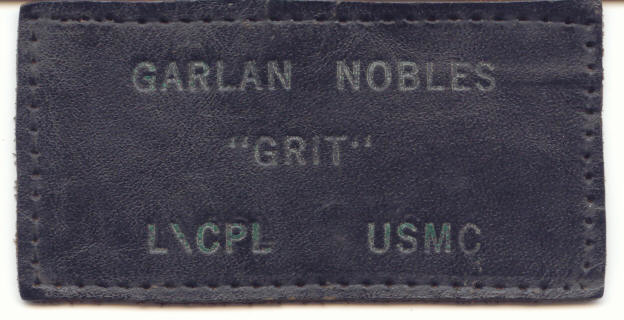 GARLAN NOBLES
“GRIT“
L\CPL USMC